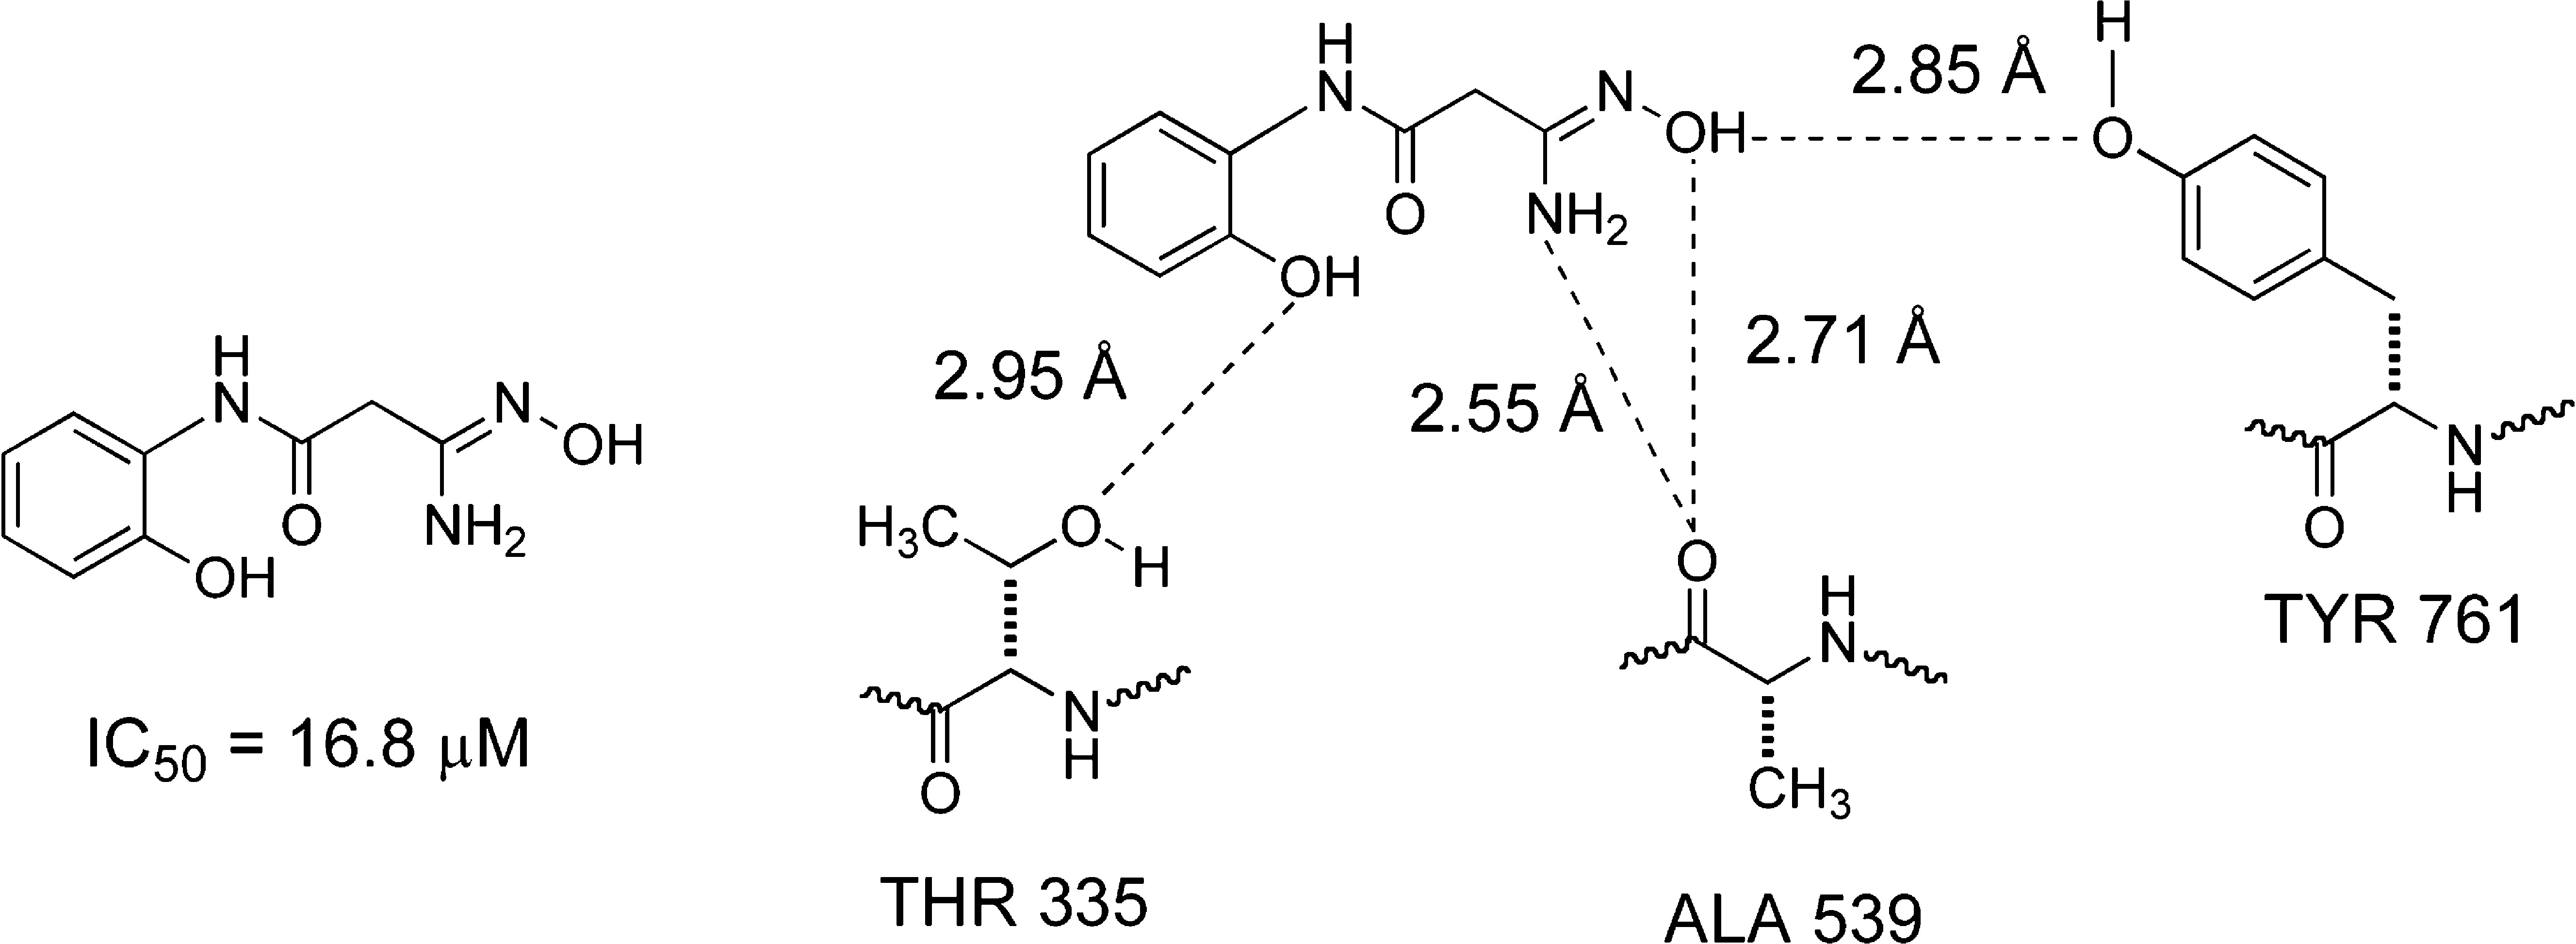 H
N
O
NH2
N
OH
OH
IC50 = 16.8 μM
H
N
O
NH2
N
OH
OH
2.95 Å
2.55 Å
2.71 Å
2.85 Å
H3C
O
H
O
N
H
THR 335
O
H
N
CH3
ALA 539
H
O
O
N
H
TYR 761